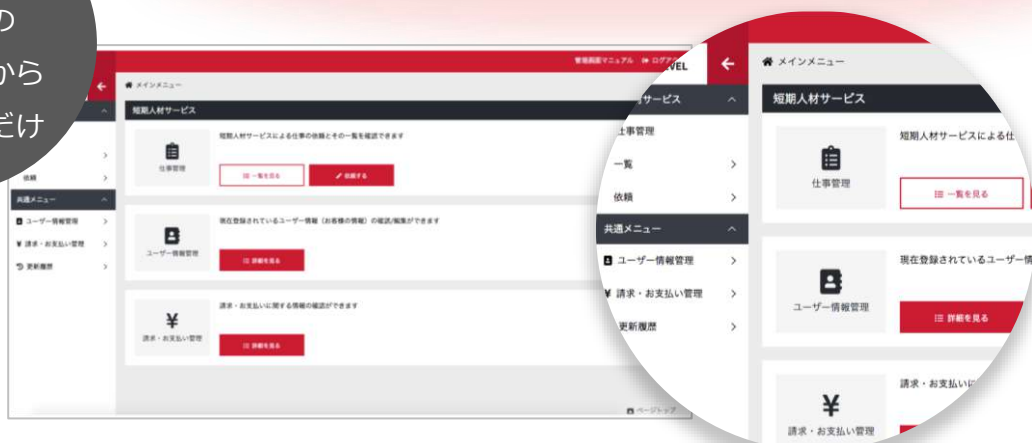 の
から
だけ
管理画面マニュアル
メインメニュー
短期人材サービス
仕事管理
短期人材サービスによる仕事の依頼とその一覧を確認できます
一覧を見る
依頼する
依頼
共通メニュー
ユーザー情報管理
請求・お支払い管理
更新履歴
ユーザー情報管理
現在登録されているユーザー情報（お客様の情報）の確認/編集ができます
詳細を見る
請求・お支払い管理
請求・お支払いに関する情報の確認ができます
詳細を見る
ページトップ
VEL
メインメニュー
サービス
仕事管理
一覧
依頼
共通メニュー
ユーザー情報管理
¥ 請求・お支払い管理
更新履歴
短期人材サービス
仕事管理
短期人材サービスによる仕
一覧を見る
ユーザー情報管理
現在登録されているユーザー情
詳細を見る
¥
請求・お支払い管理
請求・お支払いに